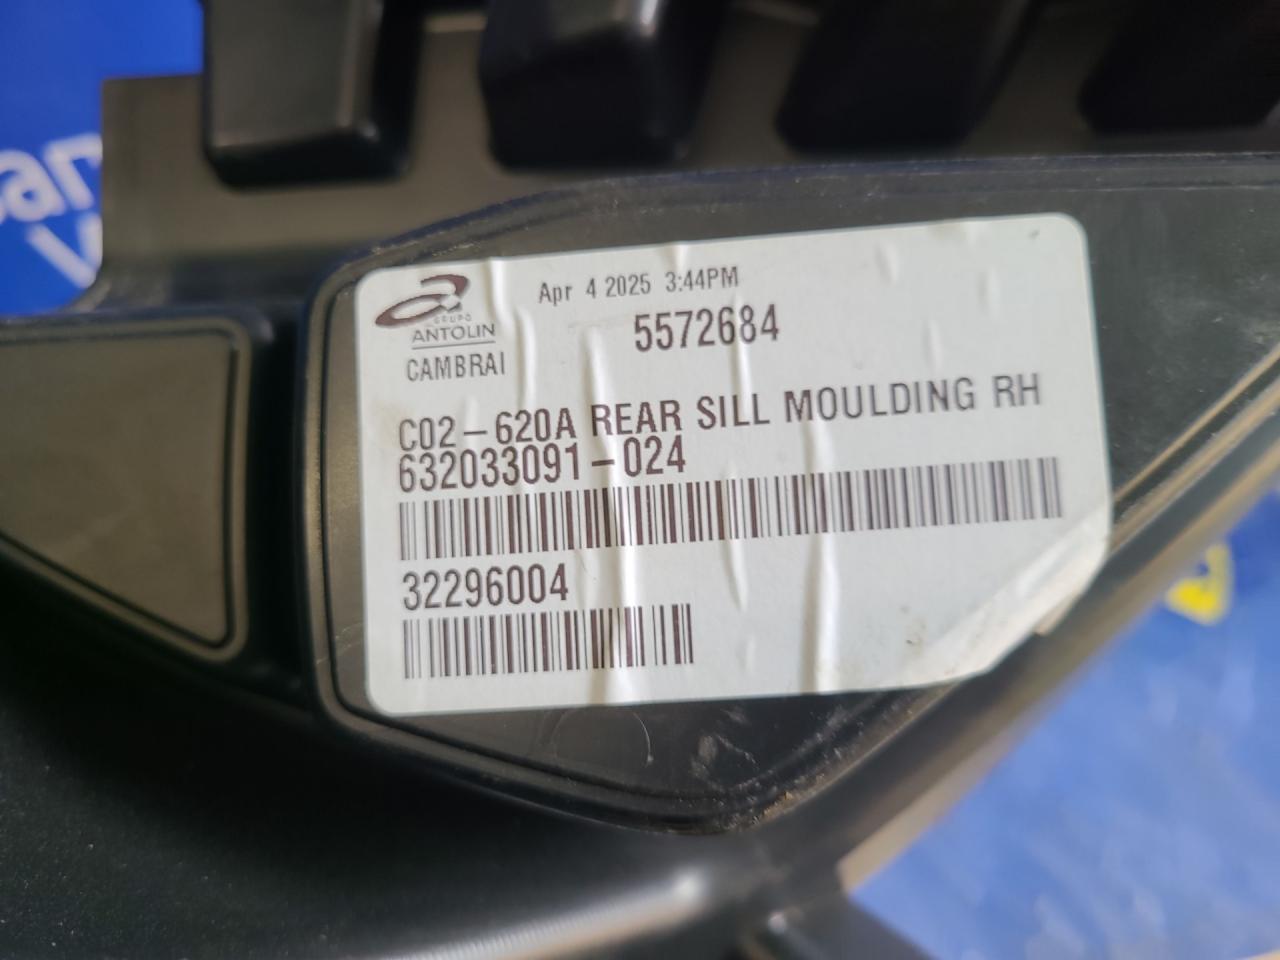 Apr 4 2025 3:44PM
GRUPO
ANTOLIN
5572684
CAMBRAI
C02-620A REAR SILL MOULDING RH
632033091-024
32296004